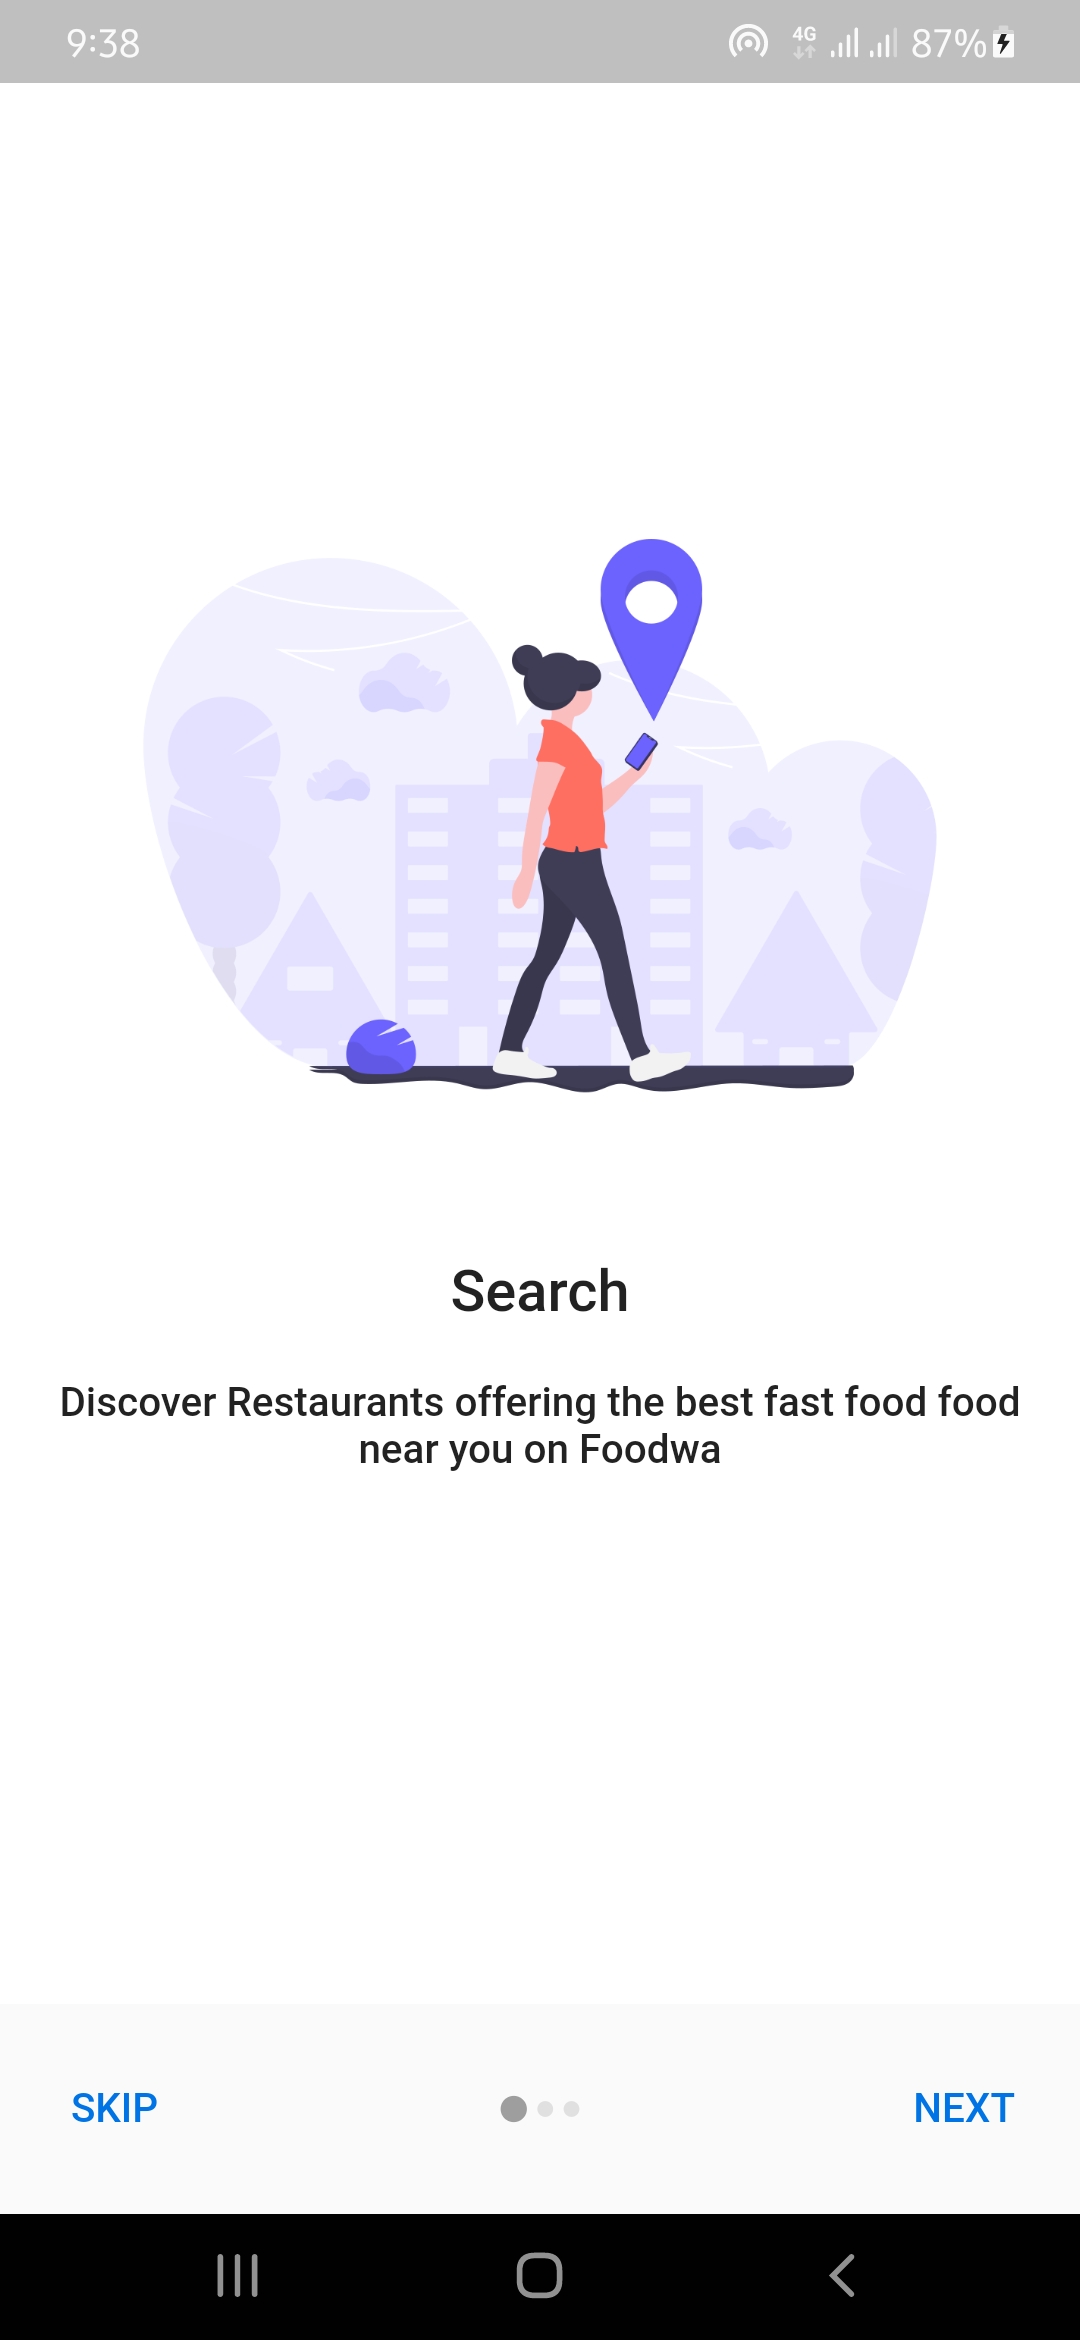 9:38
4G
87%
Search
Discover Restaurants offering the best fast food food
near you on Foodwa
SKIP
NEXT